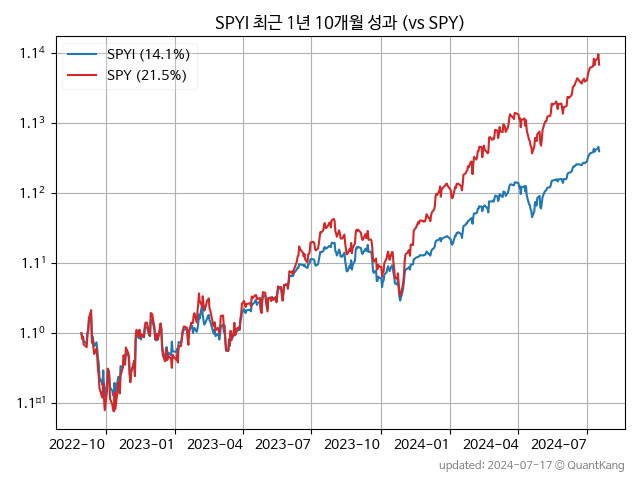 SPYI 최근 1년 10개월 성과 (vs SPY)
SPYI (14.1%)
SPY (21.5%)
1.1⁴
1.1³
1.1²
1.1¹
1.1⁰
1.1¤¹
2022-10 2023-01 2023-04 2023-07 2023-10 2024-01 2024-04 2024-07
updated: 2024-07-17 © QuantKang